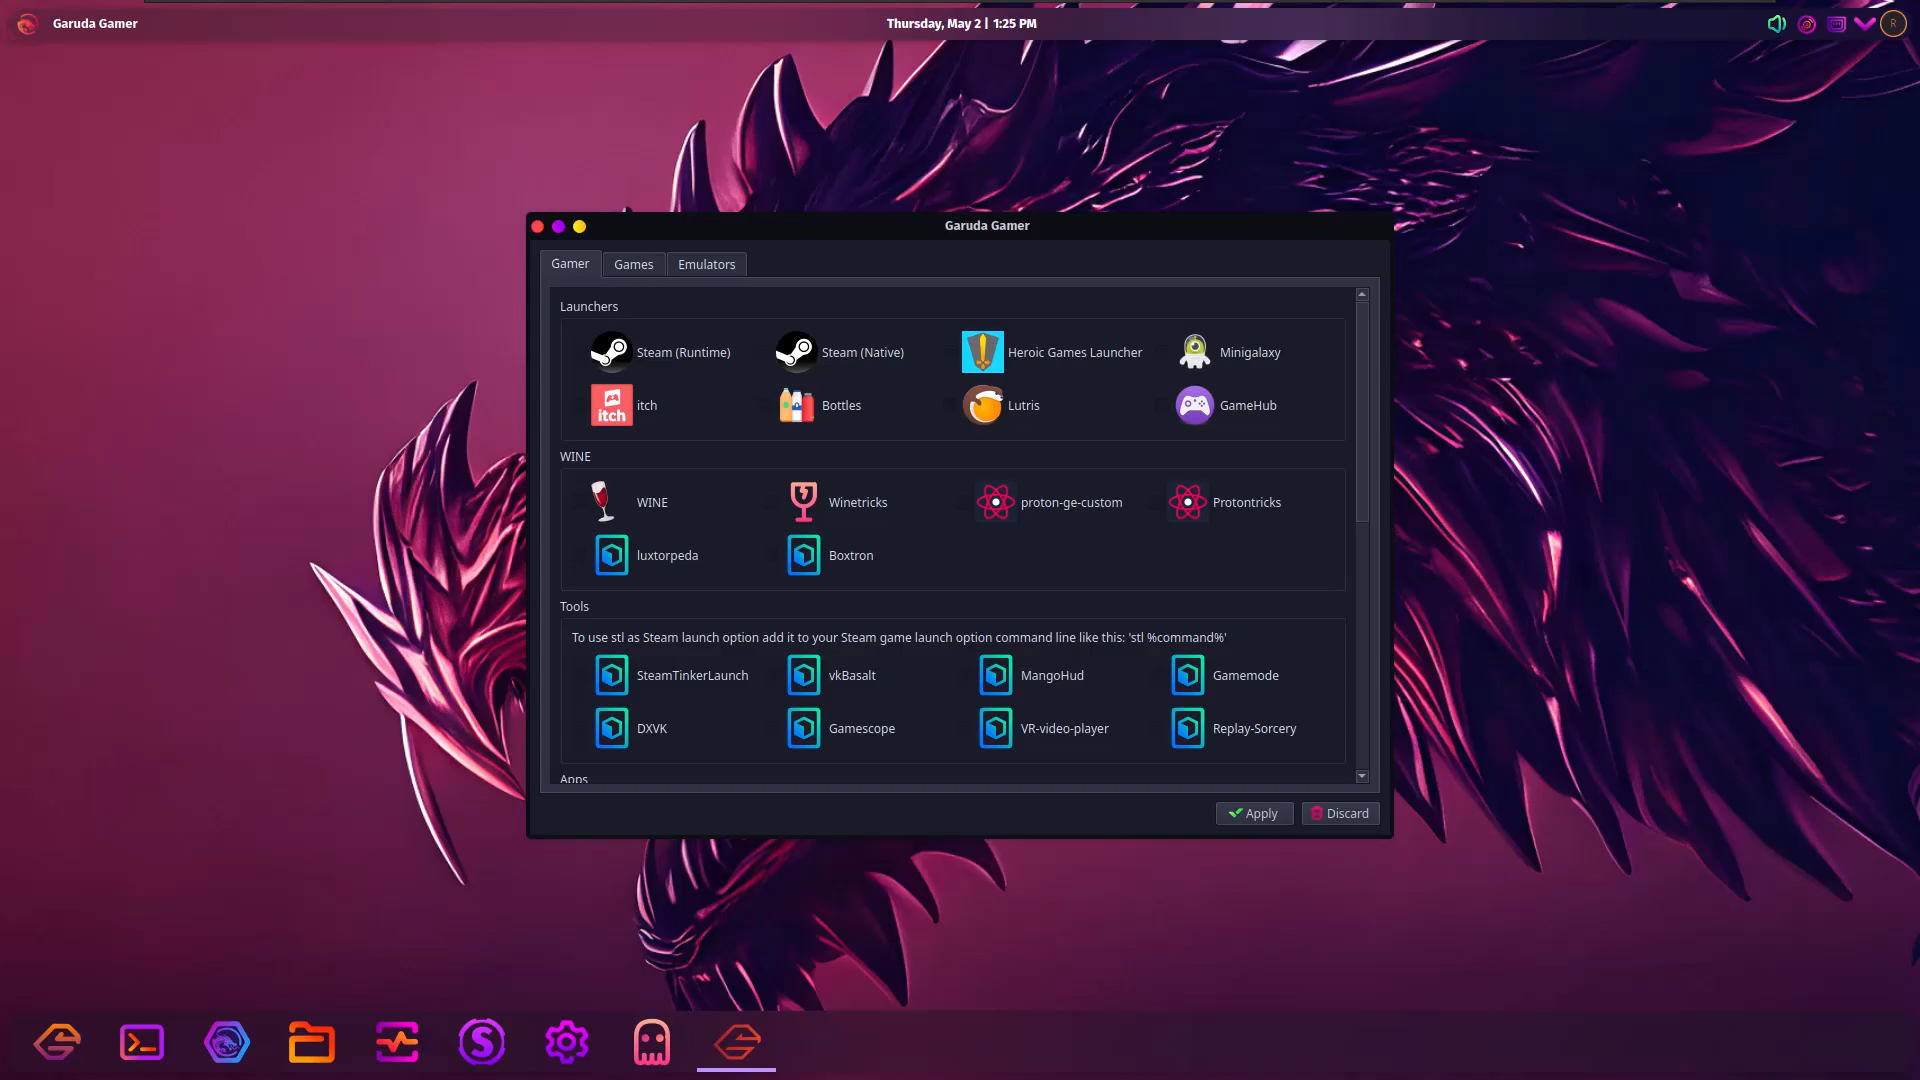 Garuda Gamer
Thursday, May 2 | 1:25 PM
R
Garuda Gamer
Gamer Games Emulators
Launchers
Steam (Runtime) Steam (Native) Heroic Games Launcher Minigalaxy
itch itch Bottles Lutris GameHub
WINE
WINE Winetricks proton-ge-custom Protontricks
luxtorpeda Boxtron
Tools
To use stl as Steam launch option add it to your Steam game launch option command line like this: 'stl %command%'
SteamTinkerLaunch vkBasalt MangoHud Gamemode
DXVK Gamescope VR-video-player Replay-Sorcery
Apps
Apply Discard
S